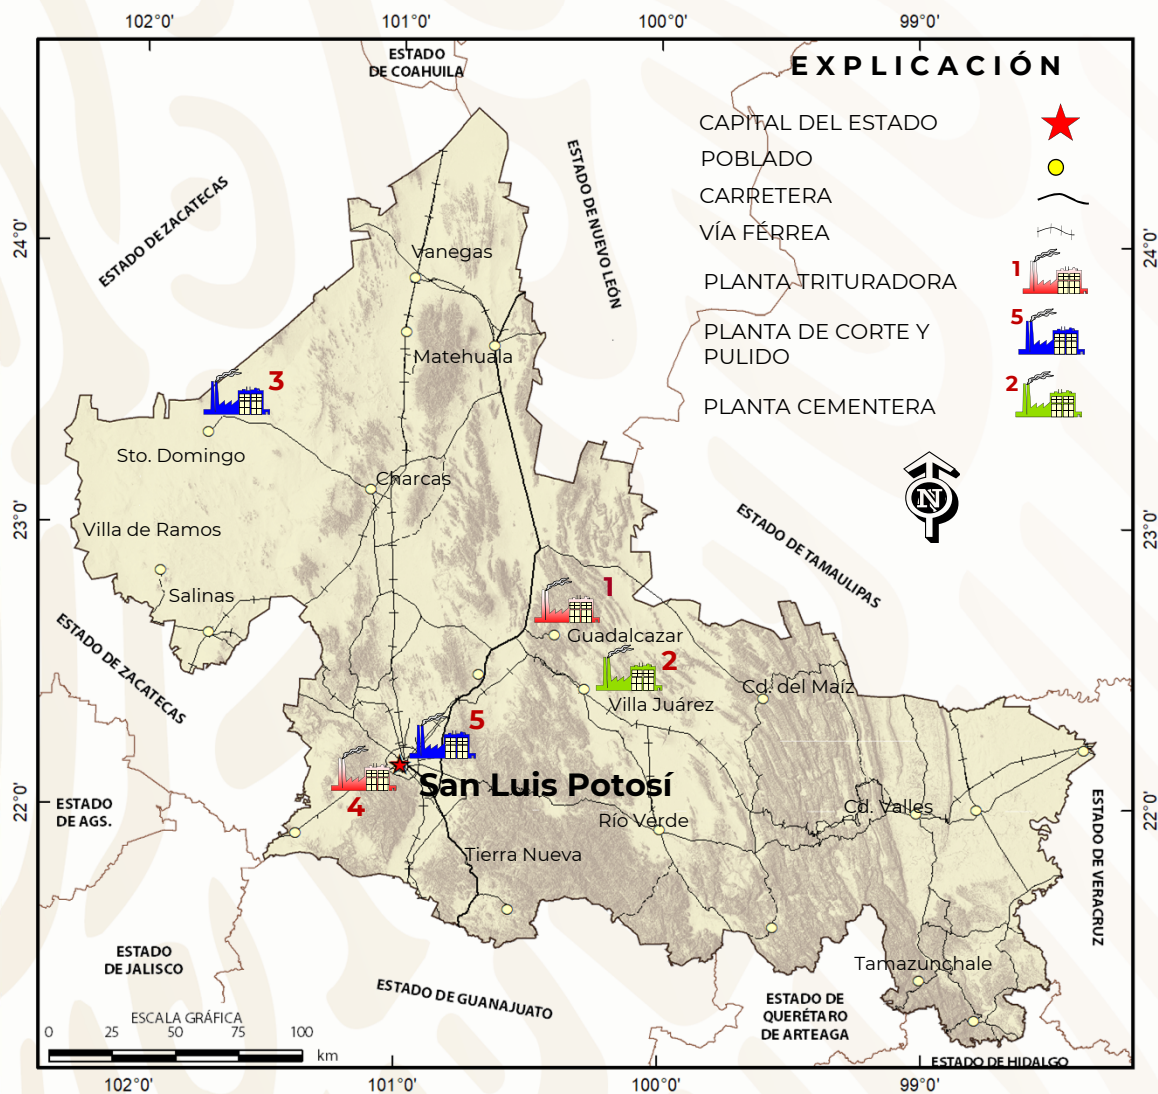 102°0'
101°0'
100°0'
99°0'
ESTADO
DE COAHUILA
EXPLICACIÓN
CAPITAL DEL ESTADO
POBLADO
CARRETERA
VÍA FÉRREA
PLANTA TRITURADORA
1
PLANTA DE CORTE Y
PULIDO
5
PLANTA CEMENTERA
2
N
ESTADO DE ZACATECAS
ESTADO DE NUEVO LEÓN
24°0'
24°0'
Vanegas
Matehuala
3
Sto. Domingo
Charcas
Villa de Ramos
23°0'
23°0'
ESTADO DE TAMAULIPAS
Salinas
1
Guadalcazar
2
Villa Juárez
Cd. del Maíz
ESTADO DE ZACATECAS
5
San Luis Potosí
4
22°0'
22°0'
ESTADO
DE AGS.
Cd. Valles
Río Verde
Tierra Nueva
ESTADO DE VERACRUZ
ESTADO
DE JALISCO
Tamazunchale
ESTADO DE GUANAJUATO
ESTADO DE
QUERÉTARO
DE ARTEAGA
ESTADO DE HIDALGO
ESCALA GRÁFICA
0 25 50 75 100
km
102°0'
101°0'
100°0'
99°0'